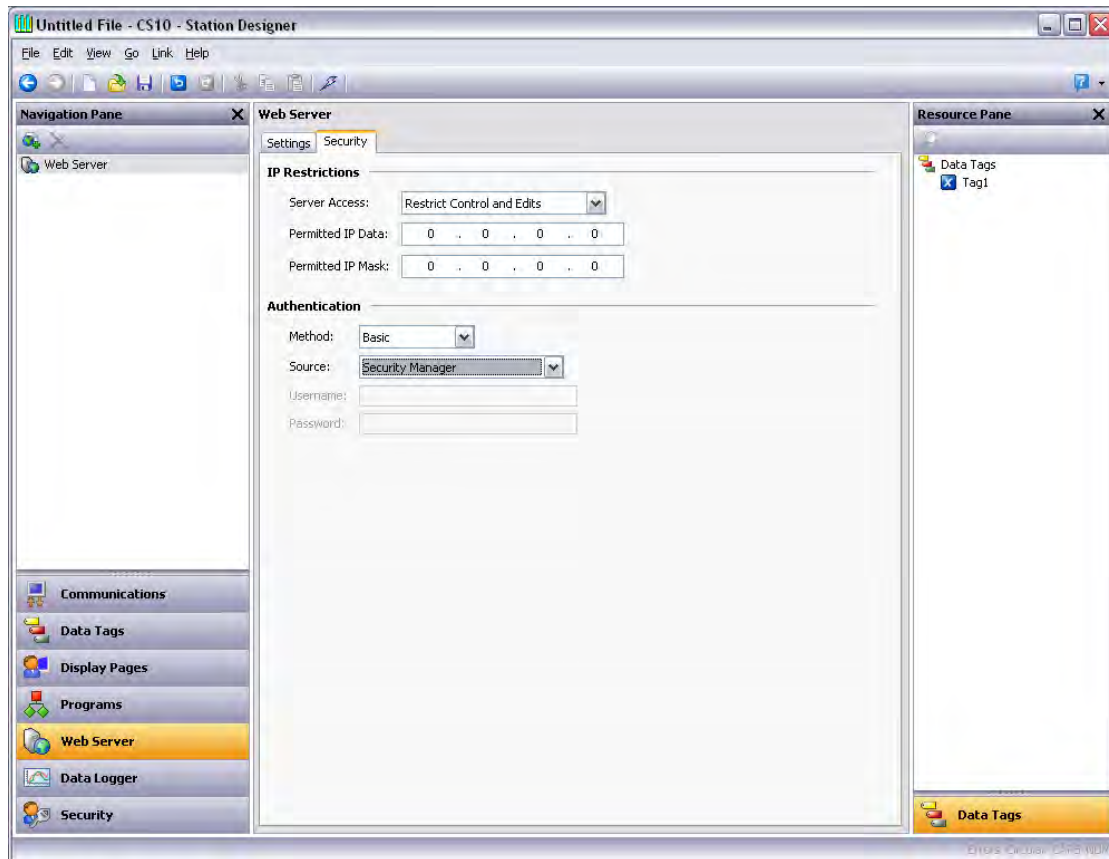 Untitled File - CS10 - Station Designer
File Edit View Go Link Help
Navigation Pane
Web Server
Communications
Data Tags
Display Pages
Programs
Web Server
Data Logger
Security
Web Server
Settings Security
IP Restrictions
Server Access: Restrict Control and Edits
Permitted IP Data: 0 . 0 . 0 . 0
Permitted IP Mask: 0 . 0 . 0 . 0
Authentication
Method: Basic
Source: Security Manager
Username:
Password:
Resource Pane
Data Tags
Tag1
Data Tags